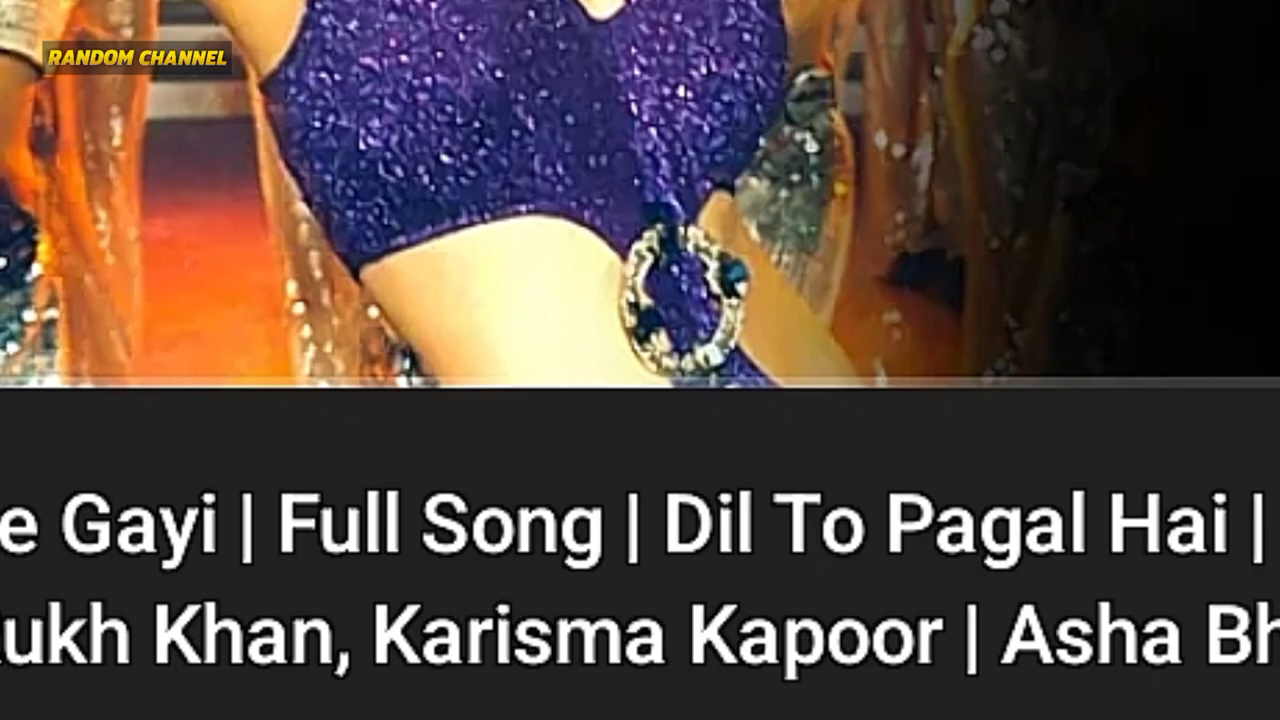 RANDOM CHANNEL
e Gayi | Full Song | Dil To Pagal Hai |
ukh Khan, Karisma Kapoor | Asha Bh